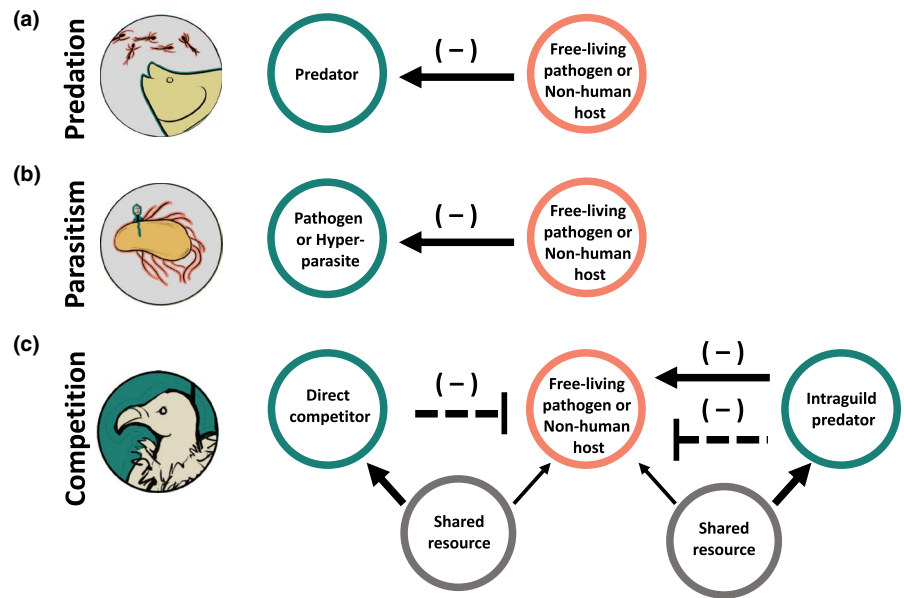 (a)
Predation
Predator
(−)
Free-living
pathogen or
Non-human
host
(b)
Parasitism
Pathogen
or Hyper-
parasite
(−)
Free-living
pathogen or
Non-human
host
(c)
Competition
Direct
competitor
(−)
Free-living
pathogen or
Non-human
host
(−)
(−)
Intraguild
predator
Shared
resource
Shared
resource